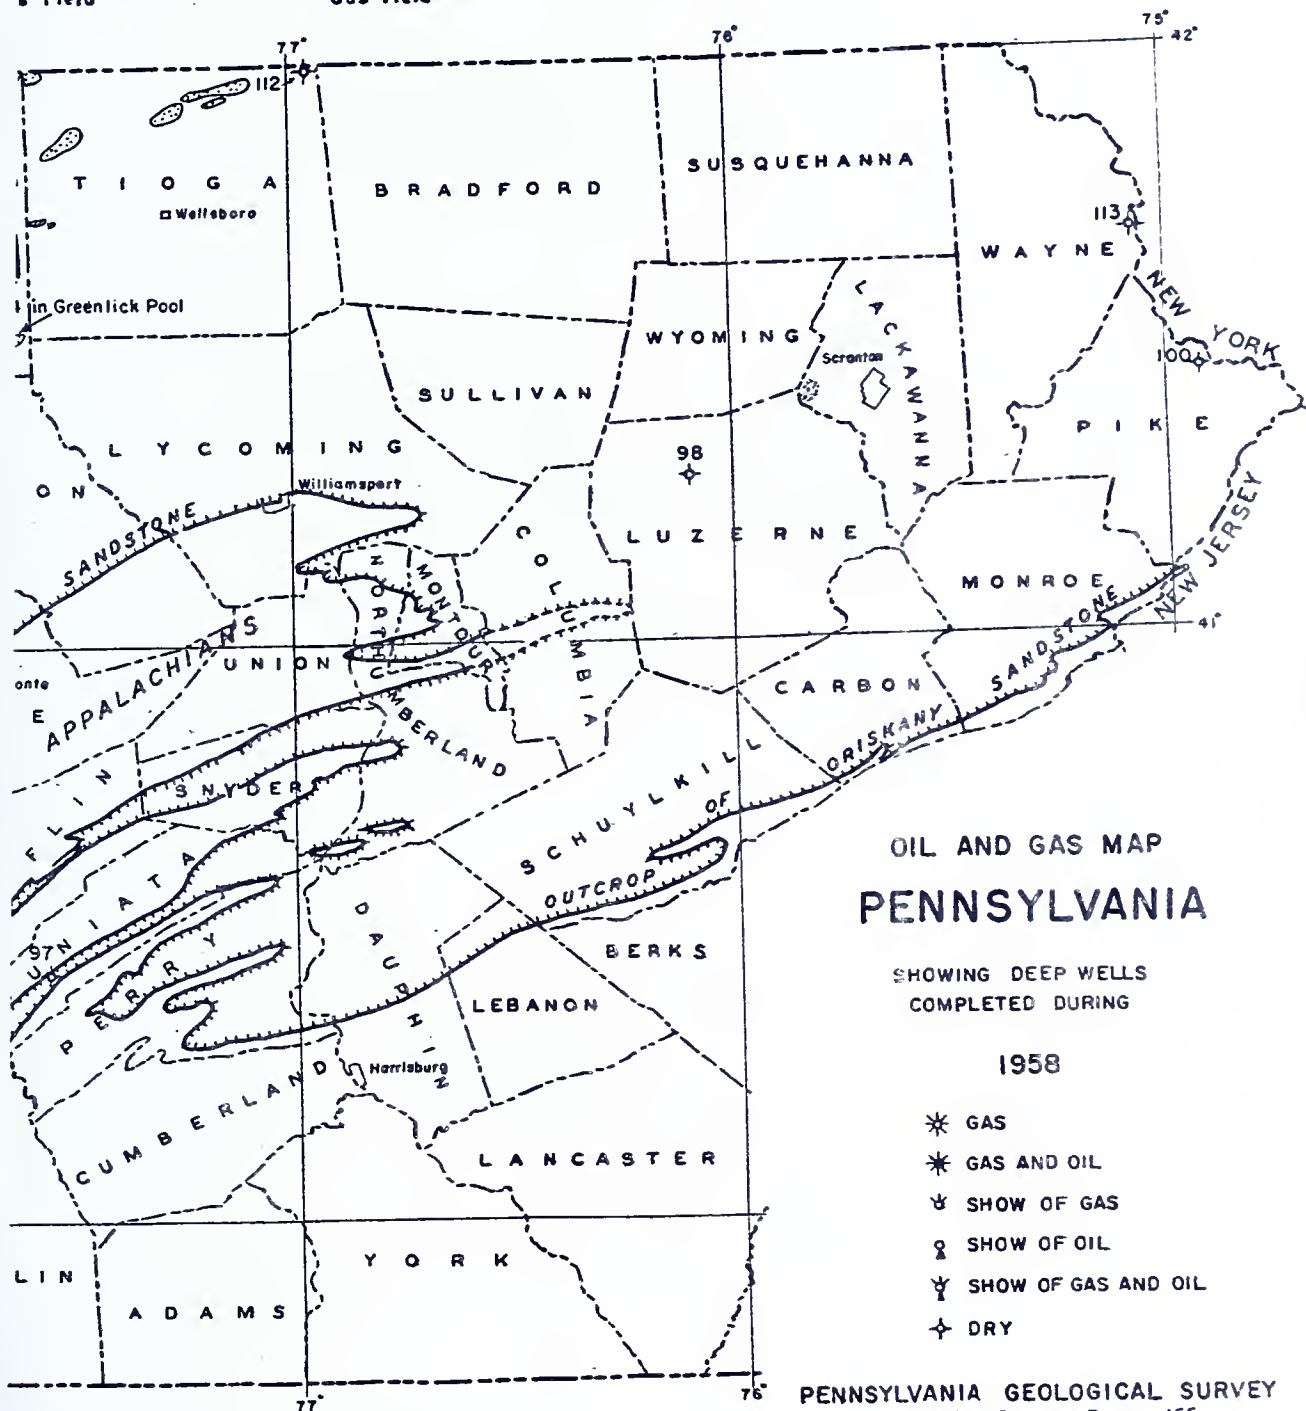 77°
76°
75°
42°
112
TIOGA
Wellsboro
BRADFORD
SUSQUEHANNA
113
WAYNE
in Greenlick Pool
NEW YORK
WYOMING
LACKAWANNA
Scranton
100
SULLIVAN
PIKE
LYCOMING
98
ON
Williamsport
SANDSTONE
COLUMBIA
LUZERNE
NEW JERSEY
NORTHUMBERLAND
MONTOUR
MONROE
41°
APPALACHIANS
UNION
onte
E
CARBON
OUTCROP OF ORISKANY SANDSTONE
FLIN
SNYDER
SCHUYLKILL
JUNIATA
97
PERRY
DAUPHIN
BERKS
LEBANON
CUMBERLAND
Harrisburg
LANCASTER
YORK
LIN
ADAMS
77°
76°
OIL AND GAS MAP
PENNSYLVANIA
SHOWING DEEP WELLS
COMPLETED DURING
1958
GAS
GAS AND OIL
SHOW OF GAS
SHOW OF OIL
SHOW OF GAS AND OIL
DRY
PENNSYLVANIA GEOLOGICAL SURVEY